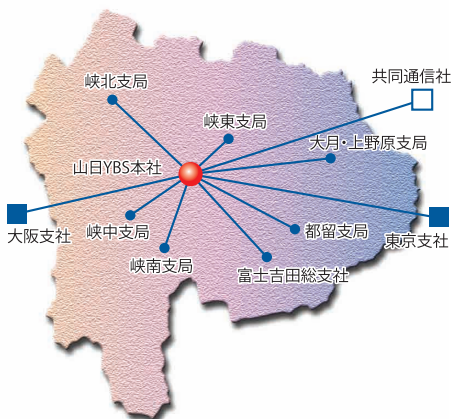 共同通信社
峡北支局
峡東支局
大月・上野原支局
山日YBS本社
大阪支社
峡中支局
都留支局
東京支社
峡南支局
富士吉田総支社